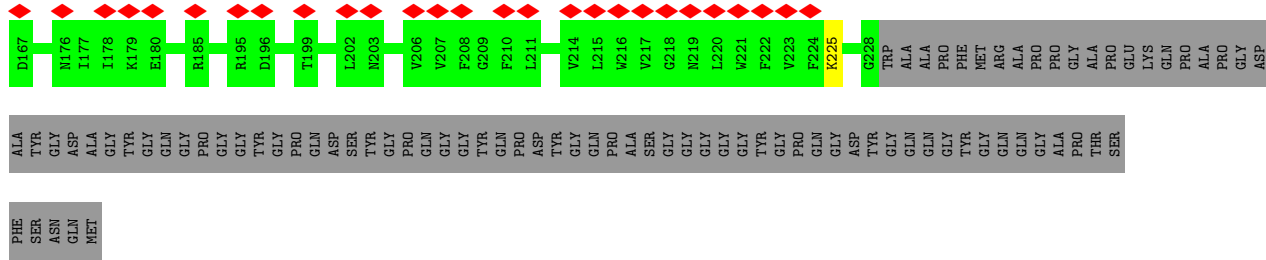 D167 N176 I177 I178 K179 E180 R185 R195 D196 T199 L202 N203 V206 V207 F208 G209 F210 L211 V214 L215 W216 V217 G218 N219 L220 W221 F222 V223 F224 K225 G228 TRP ALA ALA PRO PHE MET ARG ALA PRO PRO GLY ALA PRO GLU LYS GLN PRO ALA PRO GLY ASP
ALA TYR GLY ASP ALA GLY TYR GLY GLN GLY PRO GLY GLY TYR GLY PRO GLN ASP SER TYR GLY PRO GLN GLY GLY TYR GLN PRO ASP TYR GLY GLN PRO ALA SER GLY GLY GLY GLY GLY TYR GLY PRO GLN GLY ASP TYR GLY GLN GLN GLY TYR GLY GLN GLN GLY ALA PRO THR SER
PHE SER ASN GLN MET